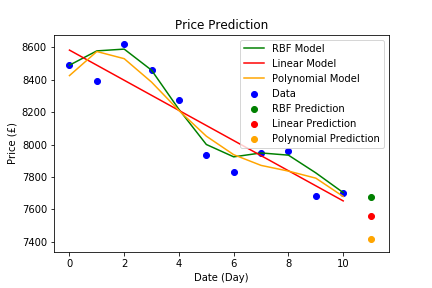 Price Prediction
RBF Model
Linear Model
Polynomial Model
Data
RBF Prediction
Linear Prediction
Polynomial Prediction
8600
8400
8200
8000
7800
7600
7400
Price (£)
0 2 4 6 8 10
Date (Day)